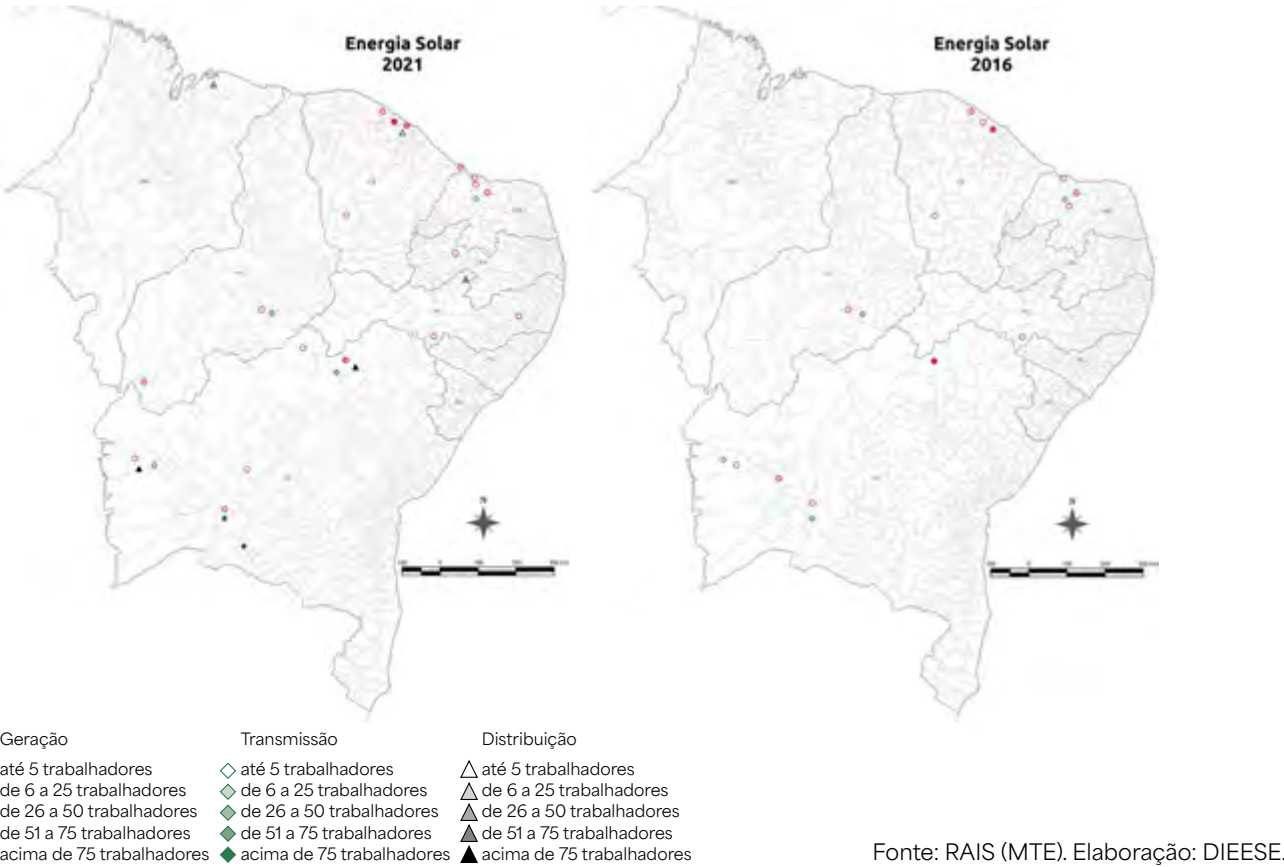 Energia Solar
2021
Energia Solar
2016
N
N
Geração
até 5 trabalhadores
de 6 a 25 trabalhadores
de 26 a 50 trabalhadores
de 51 a 75 trabalhadores
acima de 75 trabalhadores
Transmissão
até 5 trabalhadores
de 6 a 25 trabalhadores
de 26 a 50 trabalhadores
de 51 a 75 trabalhadores
acima de 75 trabalhadores
Distribuição
até 5 trabalhadores
de 6 a 25 trabalhadores
de 26 a 50 trabalhadores
de 51 a 75 trabalhadores
acima de 75 trabalhadores
Fonte: RAIS (MTE). Elaboração: DIEESE.